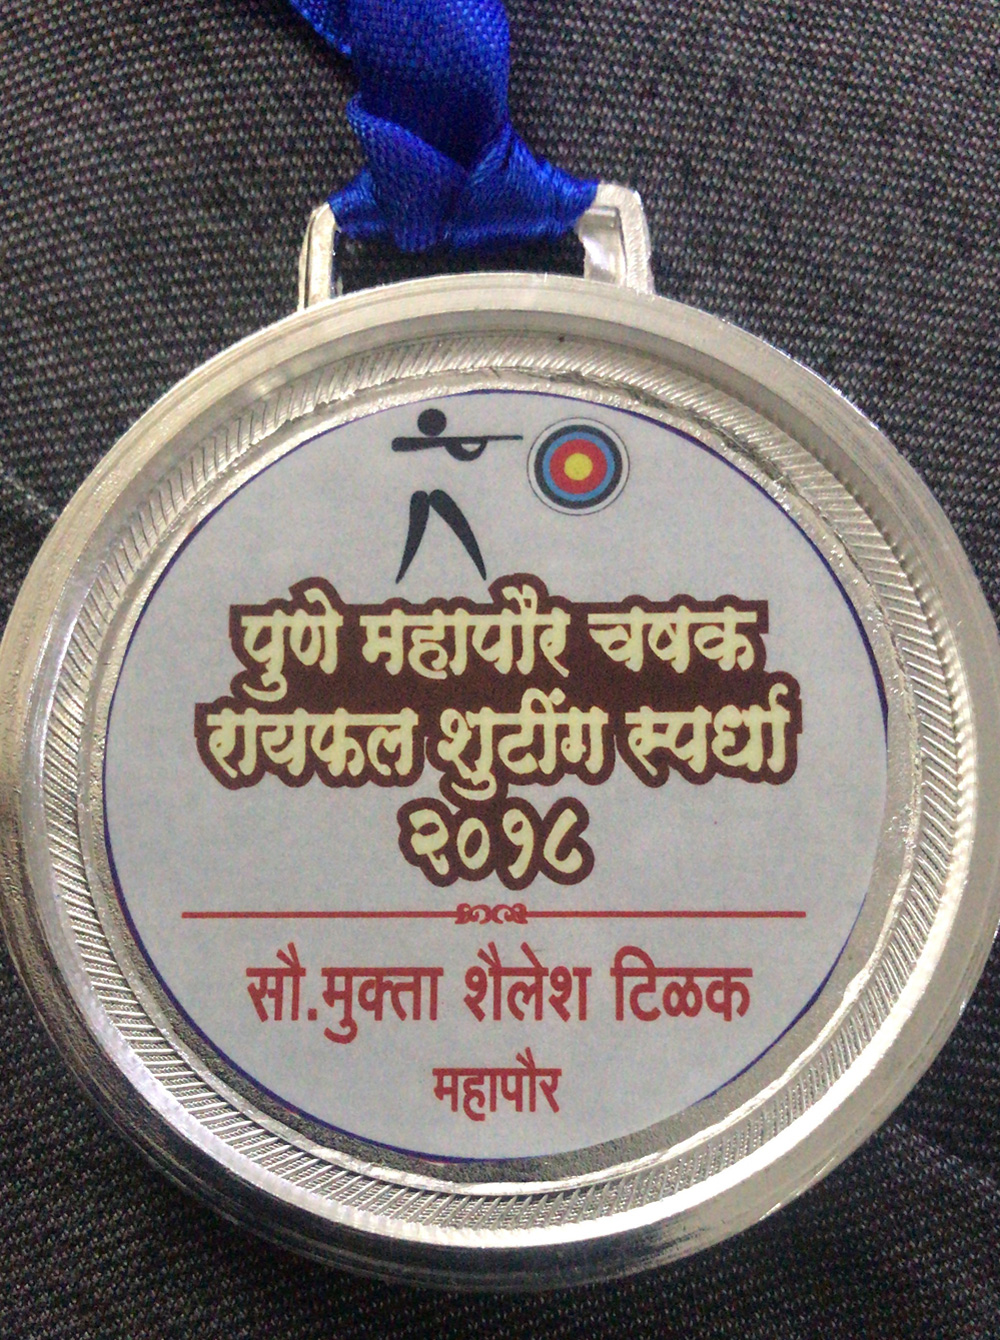 पुणे महापौर चषक
रायफल शुटींग स्पर्धा
२०१८
सौ.मुक्ता शैलेश टिळक
महापौर